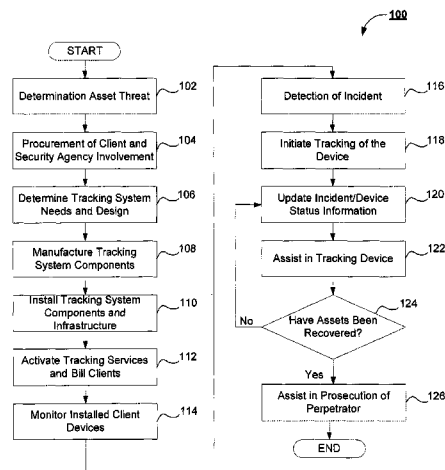 100
START
Determination Asset Threat
102
Procurement of Client and
Security Agency Involvement
104
Determine Tracking System
Needs and Design
106
Manufacture Tracking
System Components
108
Install Tracking System
Components and
Infrastructure
110
Activate Tracking Services
and Bill Clients
112
Monitor Installed Client
Devices
114
Detection of Incident
116
Initiate Tracking of the
Device
118
Update Incident/Device
Status Information
120
Assist in Tracking Device
122
Have Assets Been
Recovered?
124
No
Yes
Assist in Prosecution of
Perpetrator
126
END